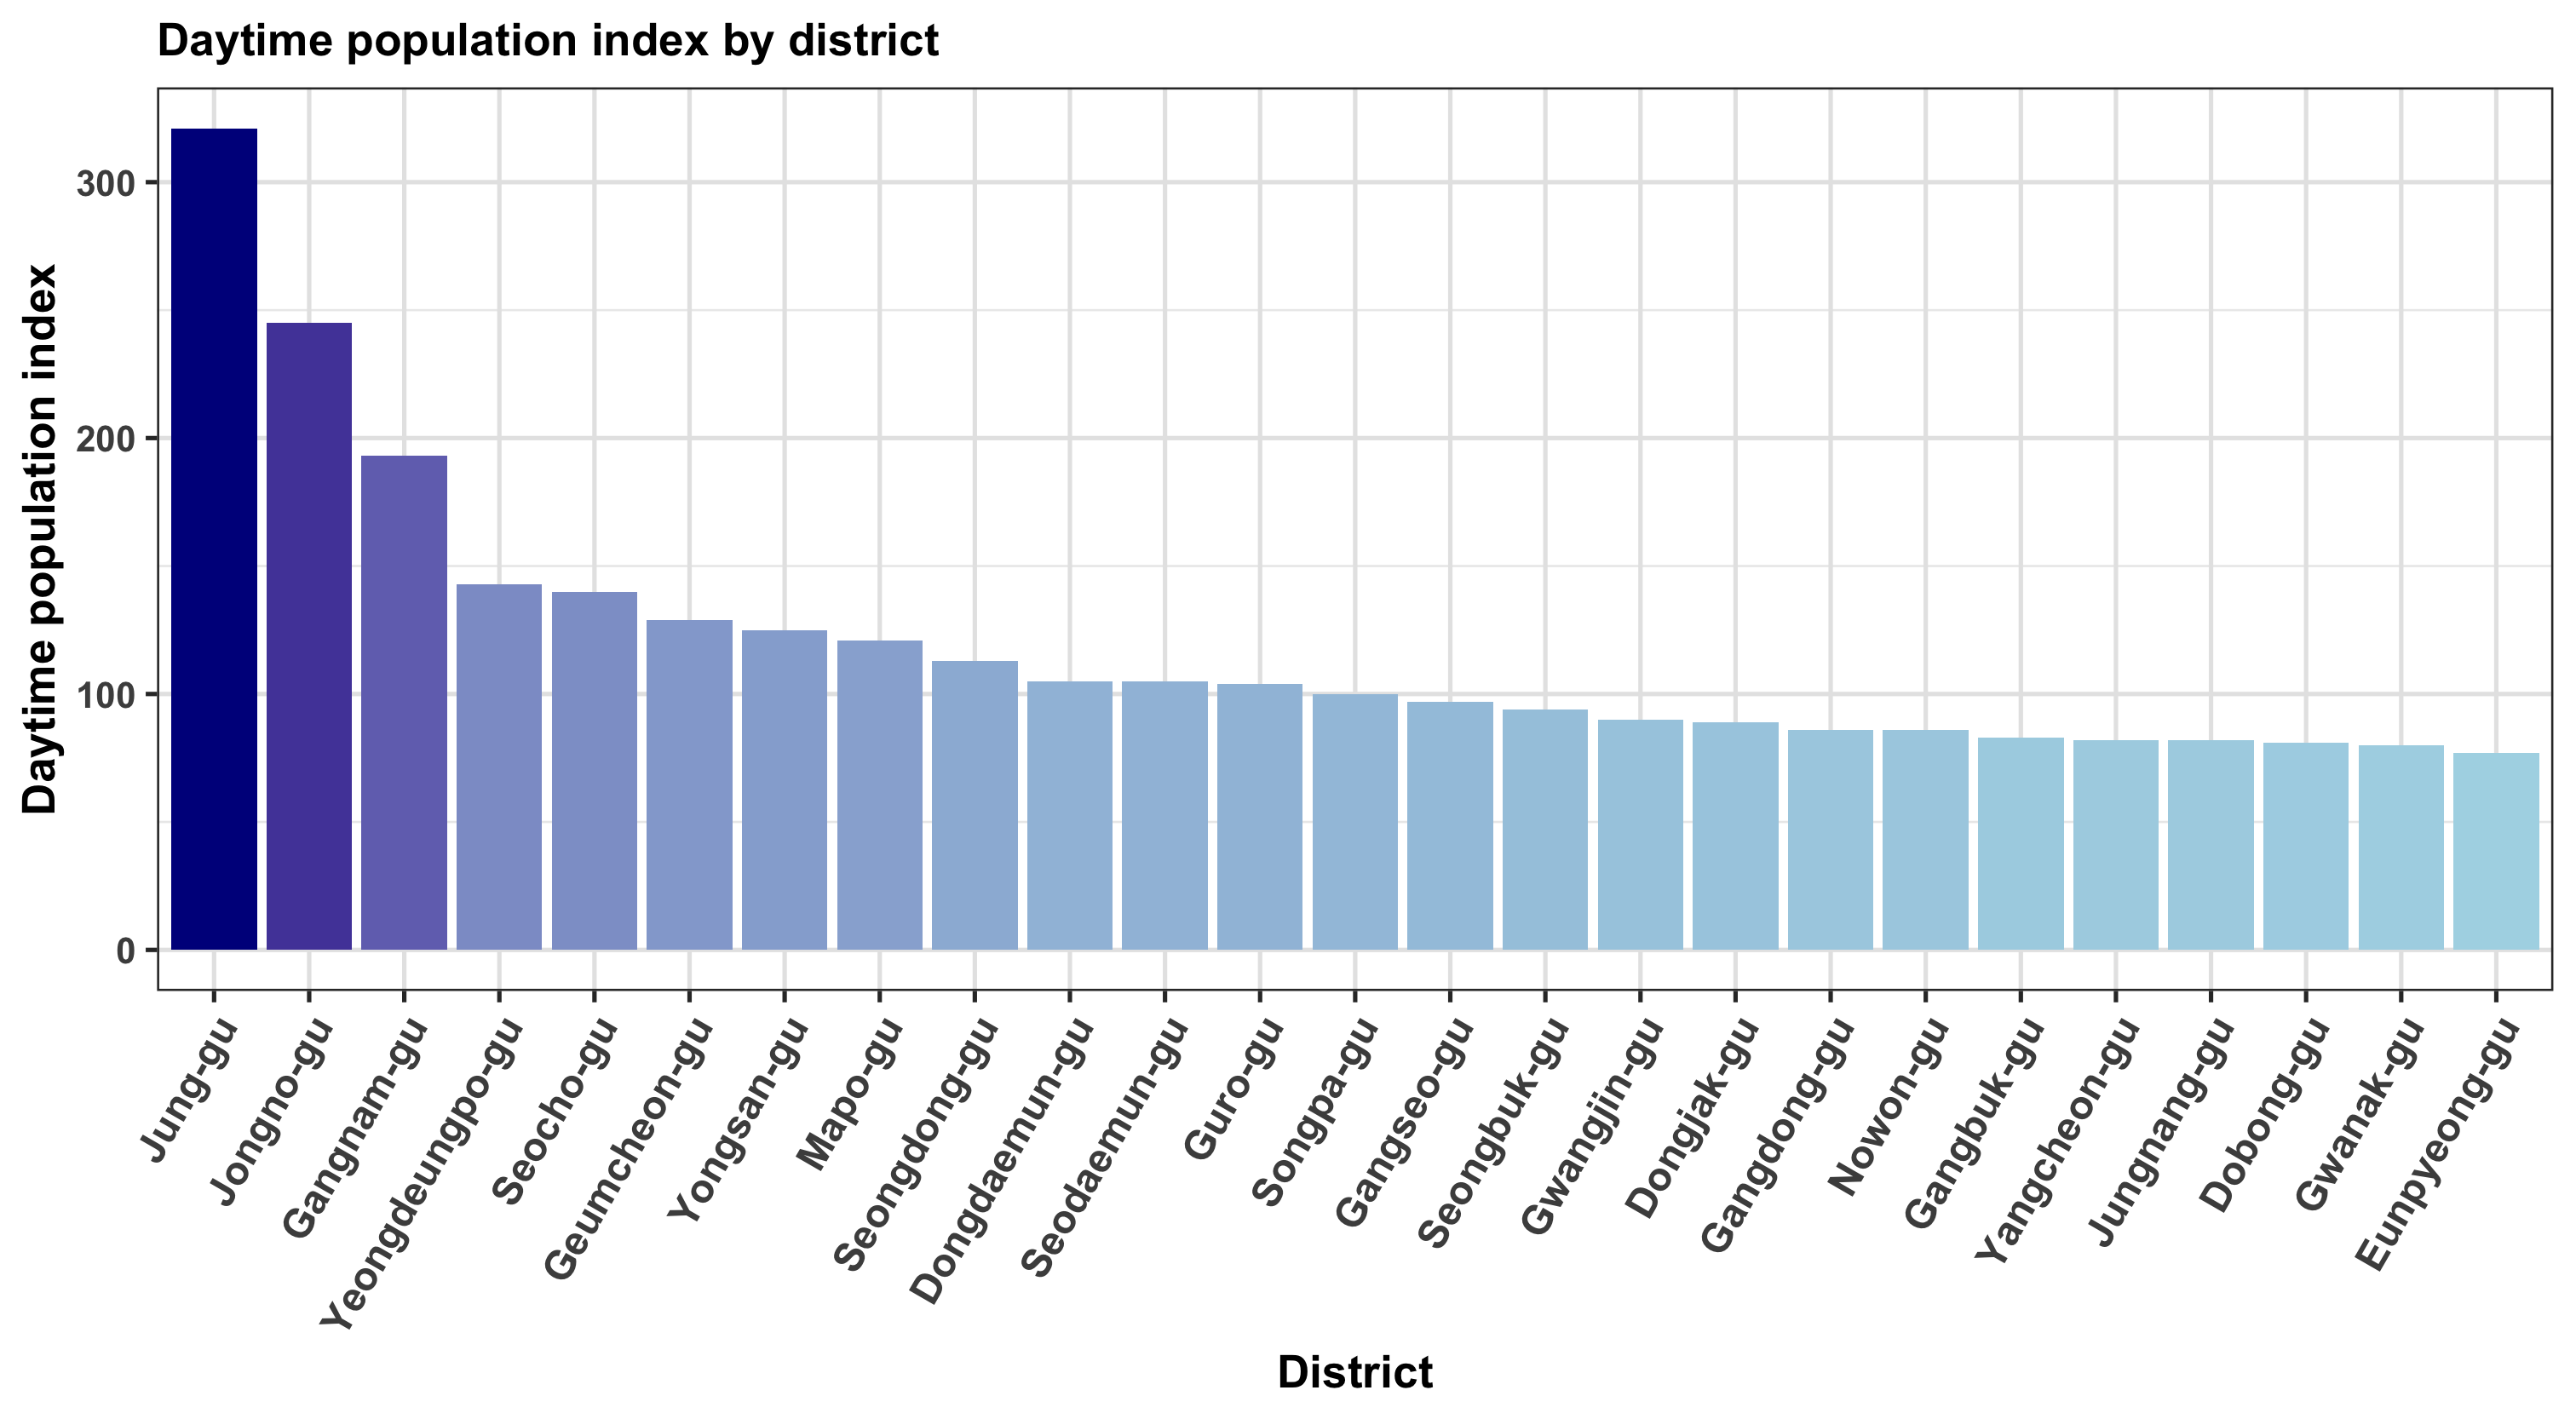 Daytime population index by district
Daytime population index
300
200
100
0
Jung-gu
Jongno-gu
Gangnam-gu
Yeongdeungpo-gu
Seocho-gu
Geumcheon-gu
Yongsan-gu
Mapo-gu
Seongdong-gu
Dongdaemun-gu
Seodaemun-gu
Guro-gu
Songpa-gu
Gangseo-gu
Seongbuk-gu
Gwangjin-gu
Dongjak-gu
Gangdong-gu
Nowon-gu
Gangbuk-gu
Yangcheon-gu
Jungnang-gu
Dobong-gu
Gwanak-gu
Eunpyeong-gu
District